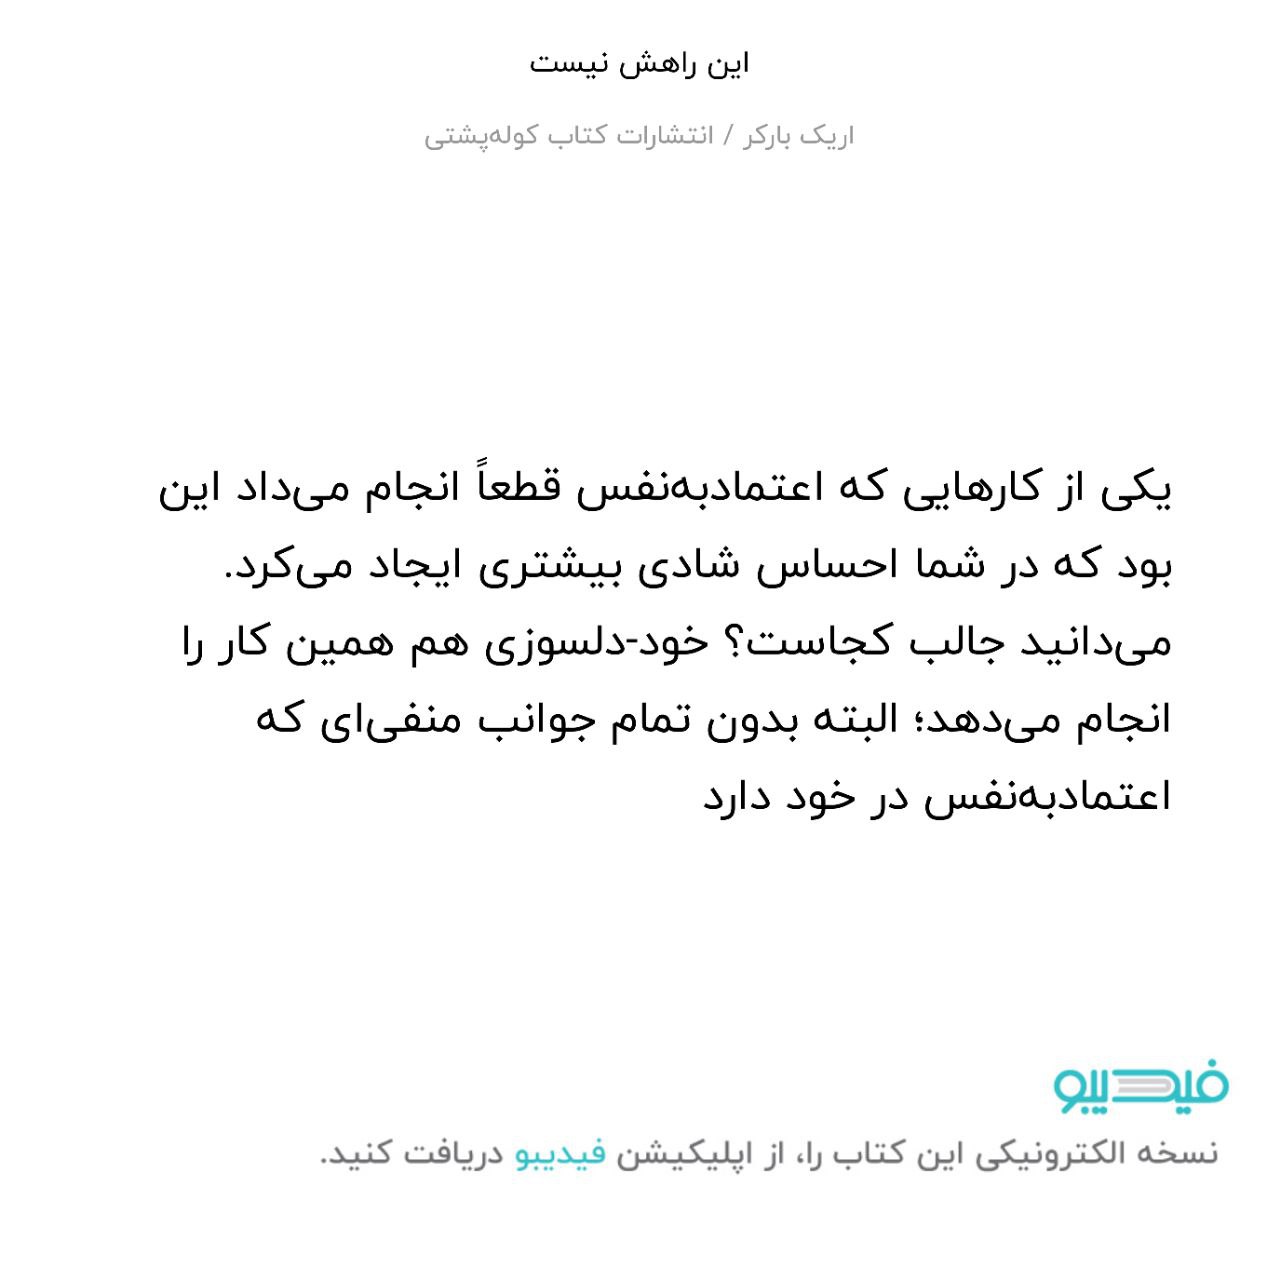 این راهش نیست
اریک بارکر / انتشارات کتاب کوله‌پشتی
یکی از کارهایی که اعتمادبه‌نفس قطعاً انجام می‌داد این
بود که در شما احساس شادی بیشتری ایجاد می‌کرد.
می‌دانید جالب کجاست؟ خود-دلسوزی هم همین کار را
انجام می‌دهد؛ البته بدون تمام جوانب منفی‌ای که
اعتمادبه‌نفس در خود دارد
فیدیبو
نسخه الکترونیکی این کتاب را، از اپلیکیشن فیدیبو دریافت کنید.